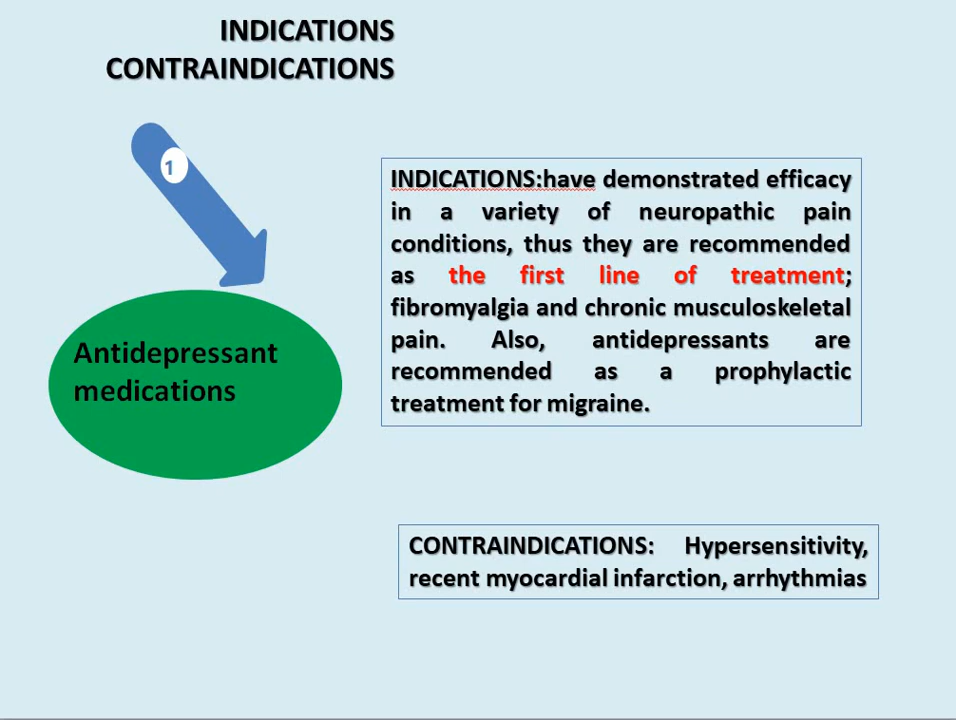 INDICATIONS
CONTRAINDICATIONS
1
Antidepressant
medications
INDICATIONS:have demonstrated efficacy
in a variety of neuropathic pain
conditions, thus they are recommended
as the first line of treatment;
fibromyalgia and chronic musculoskeletal
pain. Also, antidepressants are
recommended as a prophylactic
treatment for migraine.
CONTRAINDICATIONS: Hypersensitivity,
recent myocardial infarction, arrhythmias